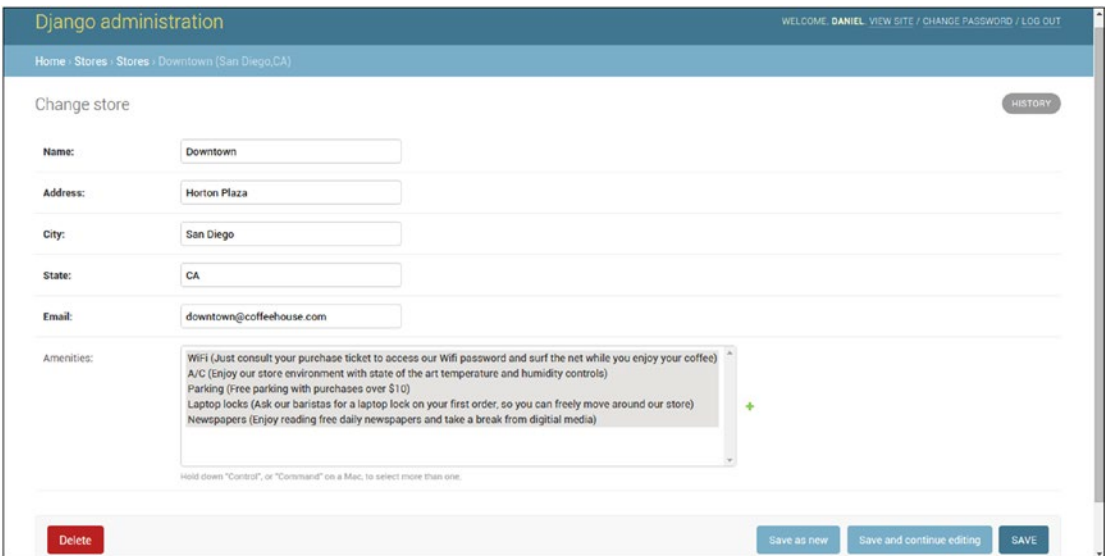 Django administration
WELCOME, DANIEL. VIEW SITE / CHANGE PASSWORD / LOG OUT
Home › Stores › Stores › Downtown (San Diego,CA)
Change store
HISTORY
Name: Downtown
Address: Horton Plaza
City: San Diego
State: CA
Email: downtown@coffeehouse.com
Amenities:
WiFi (Just consult your purchase ticket to access our Wifi password and surf the net while you enjoy your coffee)
A/C (Enjoy our store environment with state of the art temperature and humidity controls)
Parking (Free parking with purchases over $10)
Laptop locks (Ask our baristas for a laptop lock on your first order, so you can freely move around our store)
Newspapers (Enjoy reading free daily newspapers and take a break from digitial media)
Hold down "Control", or "Command" on a Mac, to select more than one.
Delete
Save as new
Save and continue editing
SAVE